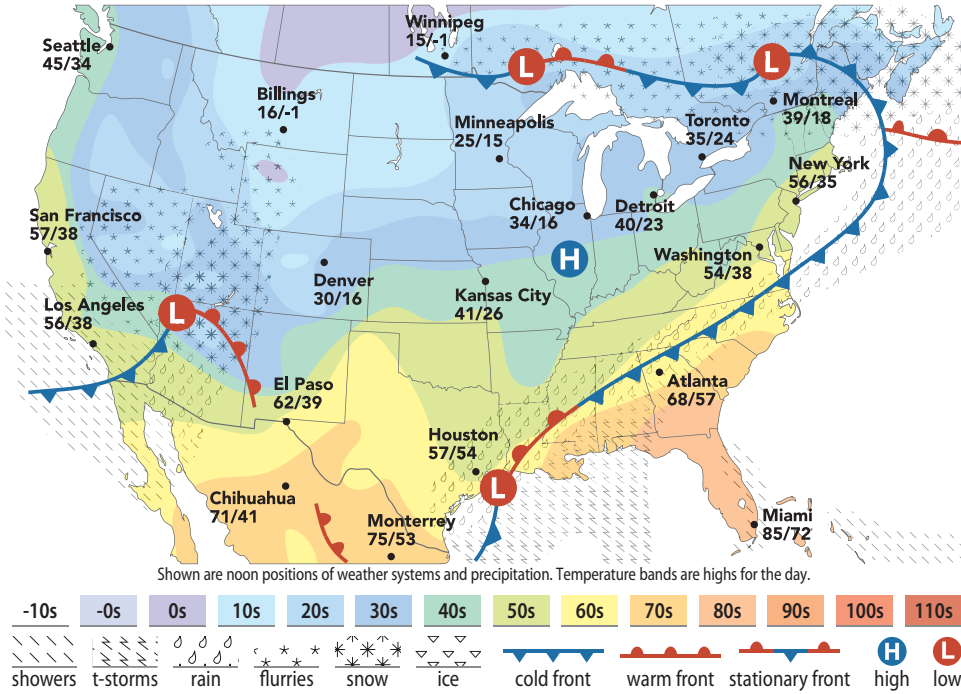 Winnipeg
15/-1
Seattle
45/34
Billings
16/-1
Minneapolis
25/15
Toronto
35/24
Montreal
39/18
New York
56/35
San Francisco
57/38
Chicago
34/16
Detroit
40/23
Washington
54/38
Denver
30/16
Kansas City
41/26
Los Angeles
56/38
El Paso
62/39
Atlanta
68/57
Houston
57/54
Chihuahua
71/41
Monterrey
75/53
Miami
85/72
L
L
H
L
L
Shown are noon positions of weather systems and precipitation. Temperature bands are highs for the day.
-10s -0s 0s 10s 20s 30s 40s 50s 60s 70s 80s 90s 100s 110s
H L
showers t-storms rain flurries snow ice cold front warm front stationary front high low